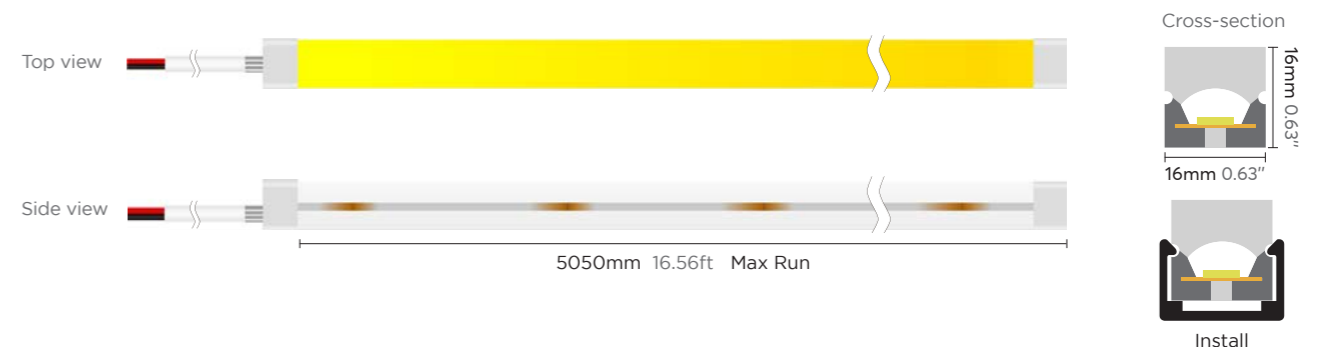 Cross-section
Top view
16mm 0.63"
16mm 0.63"
Side view
5050mm 16.56ft Max Run
Install